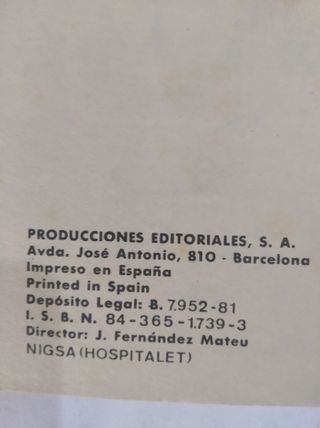 PRODUCCIONES EDITORIALES, S. A.
Avda. José Antonio, 810 - Barcelona
Impreso en España
Printed in Spain
Depósito Legal: B. 7.952-81
I. S. B. N. 84-365-1.739-3
Director: J. Fernández Mateu
NIGSA (HOSPITALET)